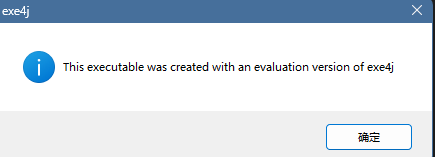 exe4j
This executable was created with an evaluation version of exe4j
确定